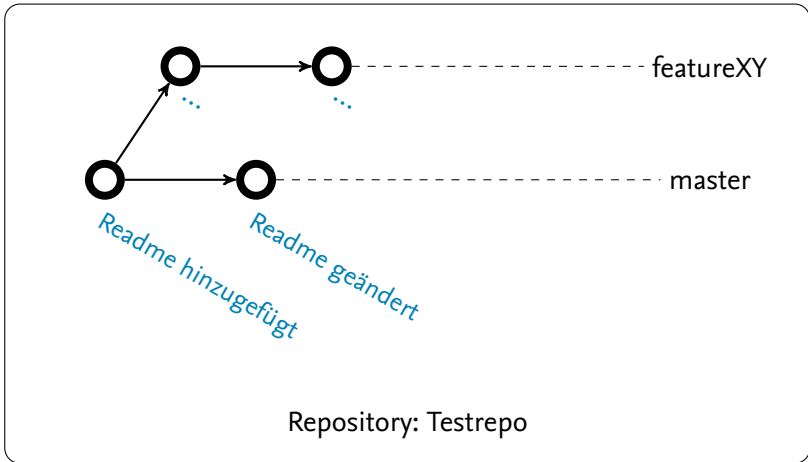 featureXY
...
...
master
Readme hinzugefügt
Readme geändert
Repository: Testrepo